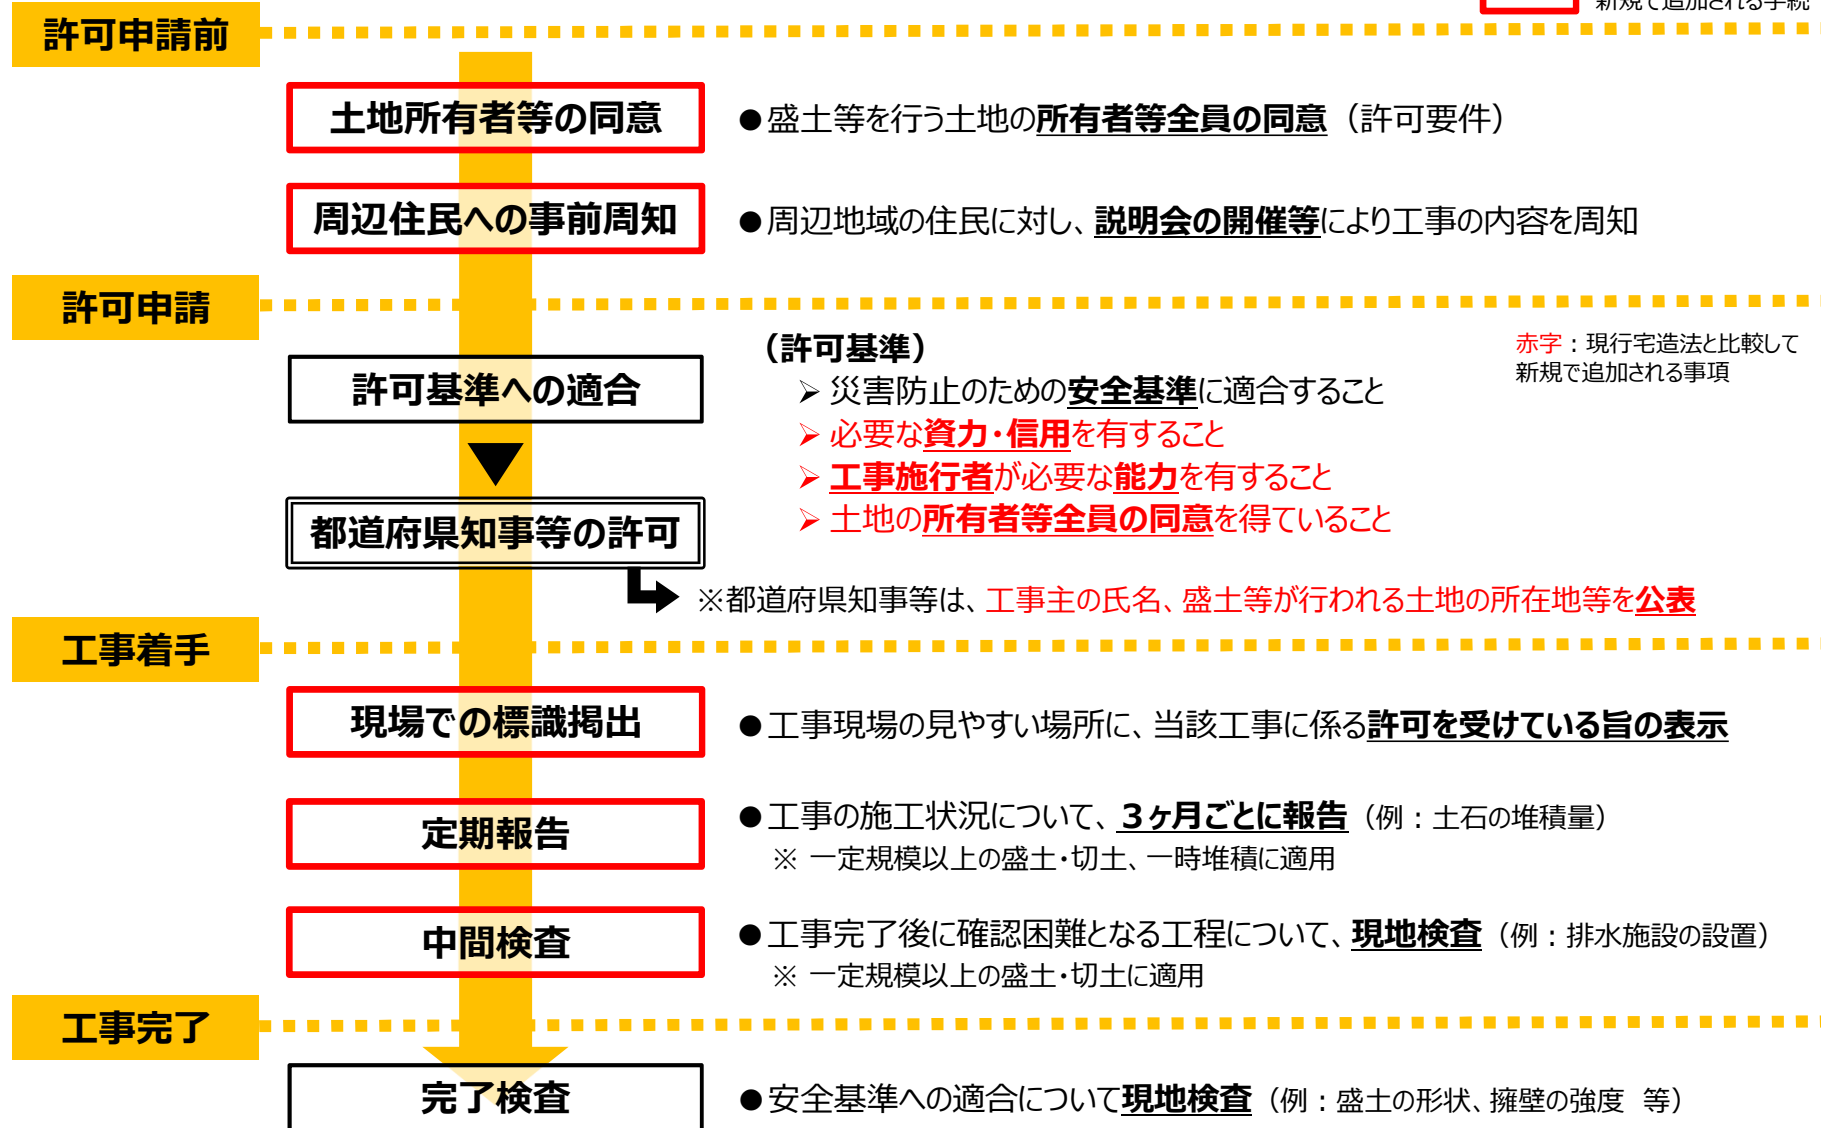 新規で追加される手続
許可申請前
土地所有者等の同意
●盛土等を行う土地の所有者等全員の同意（許可要件）
周辺住民への事前周知
●周辺地域の住民に対し、説明会の開催等により工事の内容を周知
許可申請
（許可基準）
赤字：現行宅造法と比較して
新規で追加される事項
許可基準への適合
➢災害防止のための安全基準に適合すること
➢必要な資力・信用を有すること
➢工事施行者が必要な能力を有すること
➢土地の所有者等全員の同意を得ていること
都道府県知事等の許可
※都道府県知事等は、工事主の氏名、盛土等が行われる土地の所在地等を公表
工事着手
現場での標識掲出
●工事現場の見やすい場所に、当該工事に係る許可を受けている旨の表示
定期報告
●工事の施工状況について、３ヶ月ごとに報告（例：土石の堆積量）
※ 一定規模以上の盛土・切土、一時堆積に適用
中間検査
●工事完了後に確認困難となる工程について、現地検査（例：排水施設の設置）
※ 一定規模以上の盛土・切土に適用
工事完了
完了検査
●安全基準への適合について現地検査（例：盛土の形状、擁壁の強度 等）